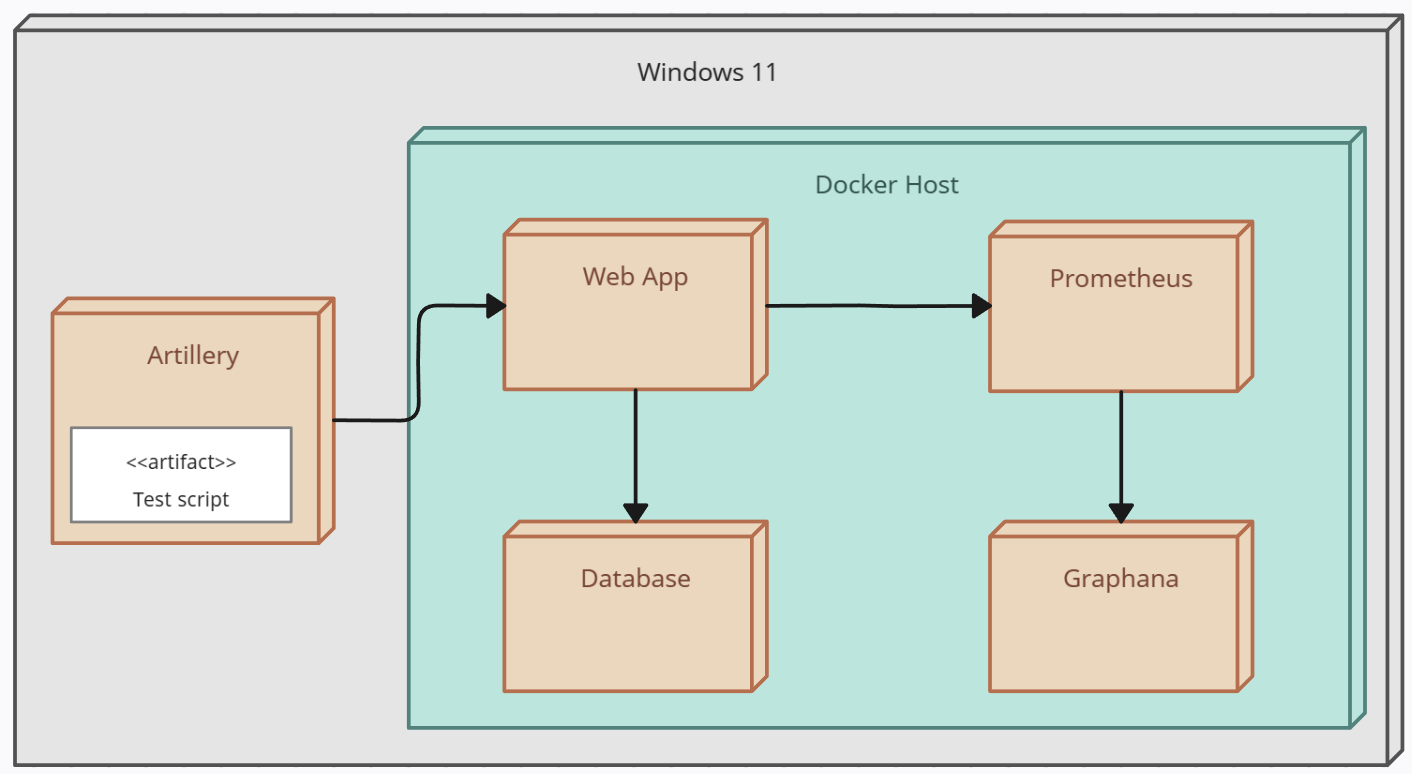 Windows 11
Docker Host
Web App
Prometheus
Artillery
<<artifact>>
Test script
Database
Graphana